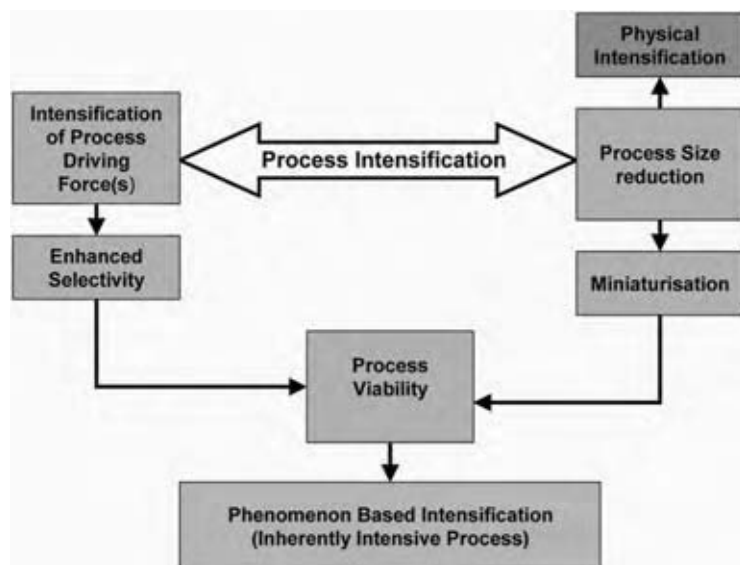 Physical
Intensification
Intensification
of Process
Driving
Force(s)
Process Intensification
Process Size
reduction
Enhanced
Selectivity
Miniaturisation
Process
Viability
Phenomenon Based Intensification
(Inherently Intensive Process)